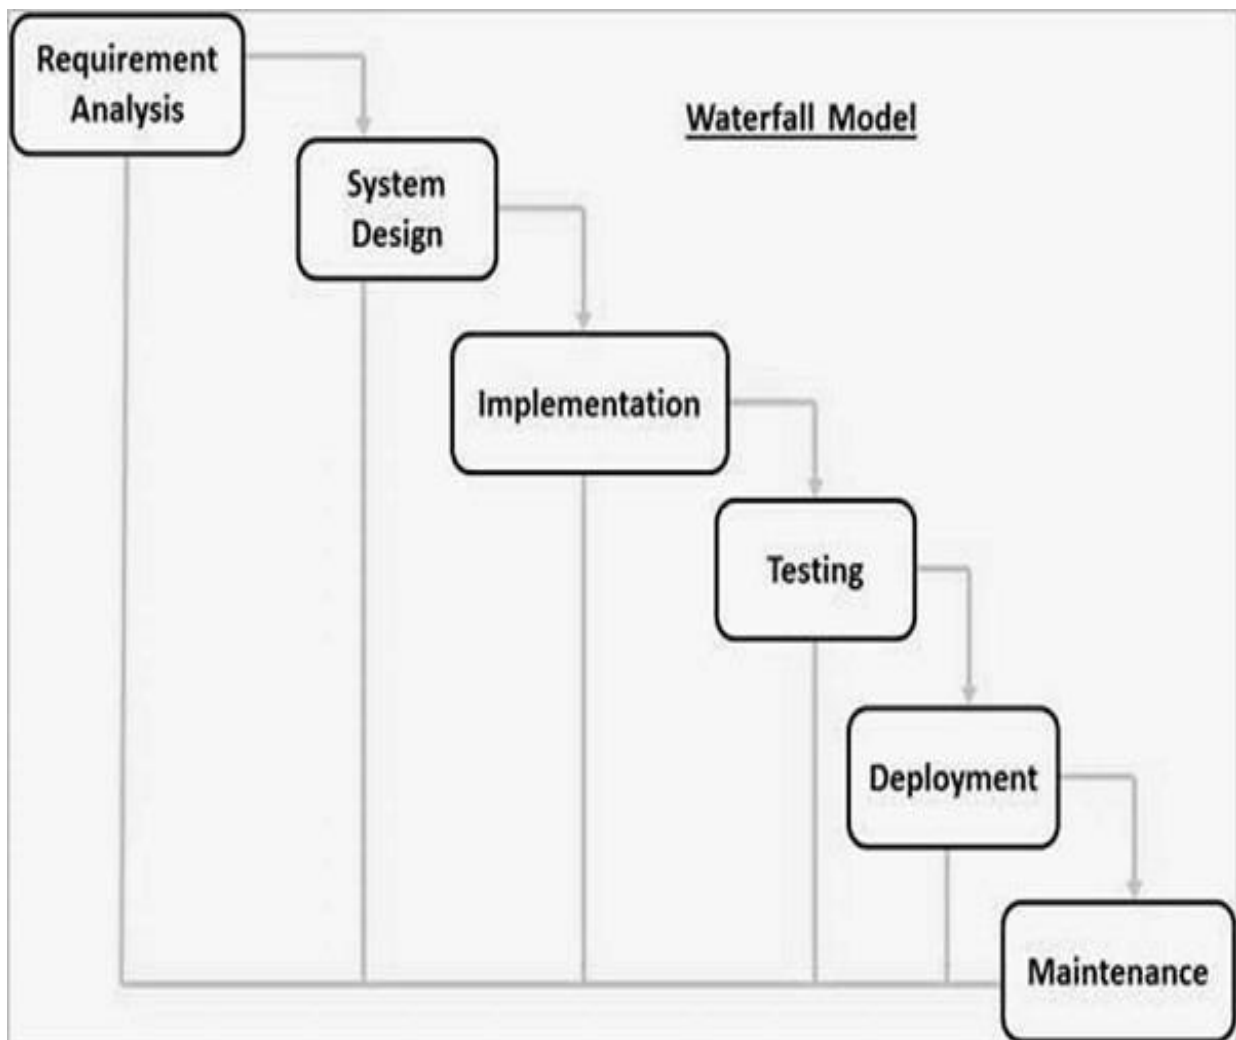 Requirement
Analysis
Waterfall Model
System
Design
Implementation
Testing
Deployment
Maintenance